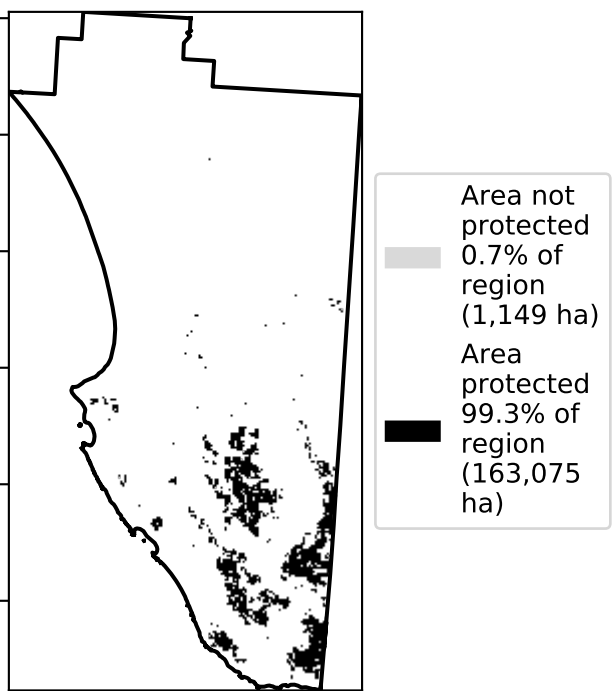 Area not
protected
0.7% of
region
(1,149 ha)
Area
protected
99.3% of
region
(163,075
ha)